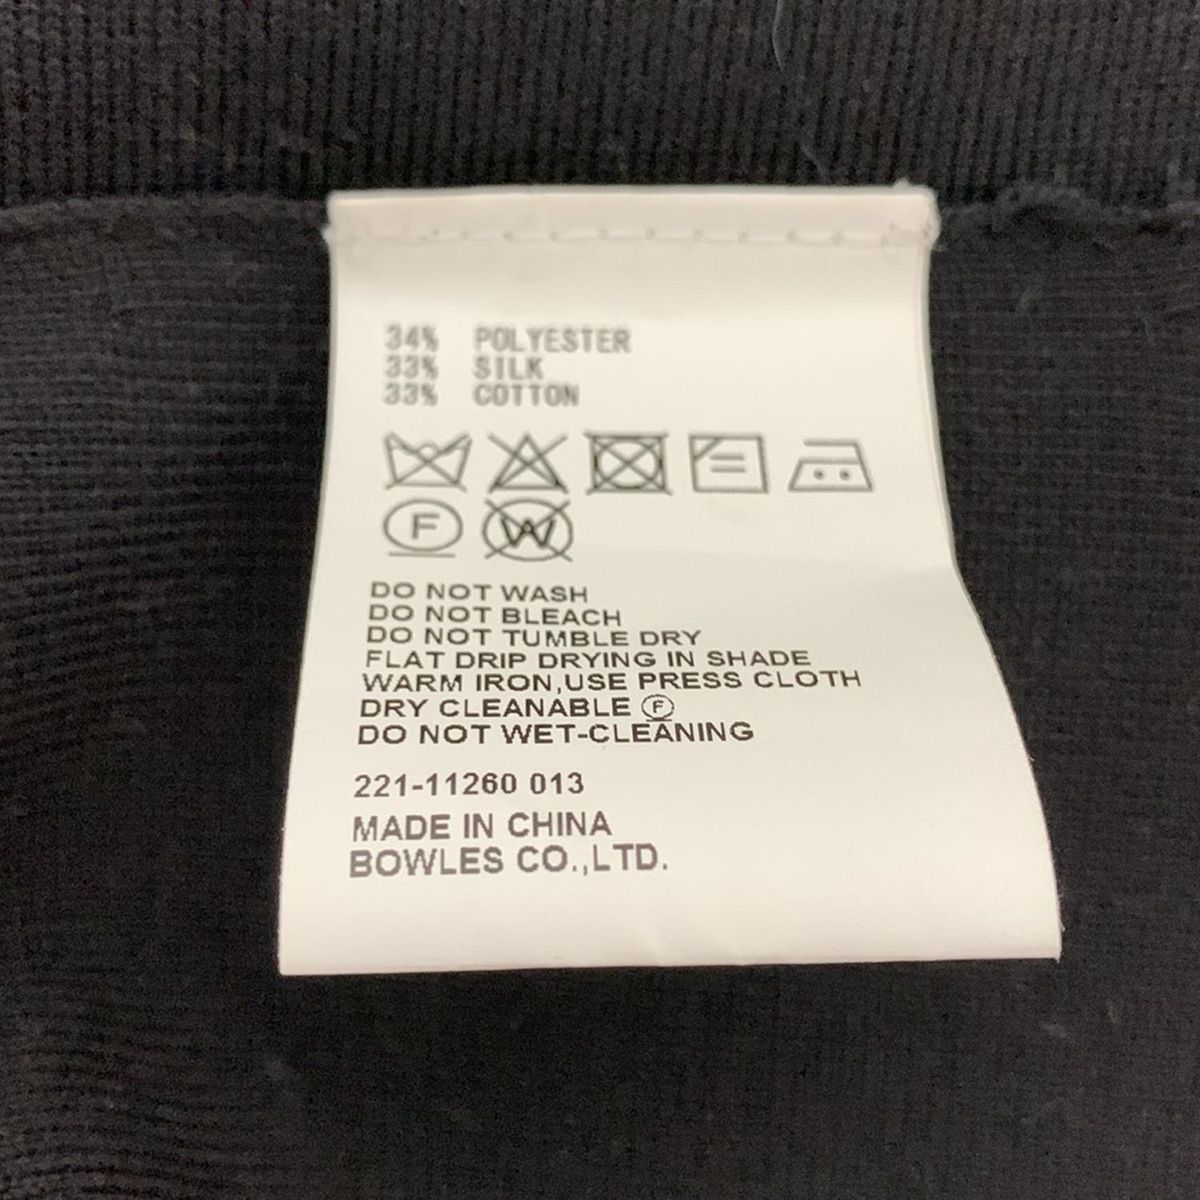 34% POLYESTER
33% SILK
33% COTTON
F W
DO NOT WASH
DO NOT BLEACH
DO NOT TUMBLE DRY
FLAT DRIP DRYING IN SHADE
WARM IRON,USE PRESS CLOTH
DRY CLEANABLE Ⓕ
DO NOT WET-CLEANING
221-11260 013
MADE IN CHINA
BOWLES CO.,LTD.